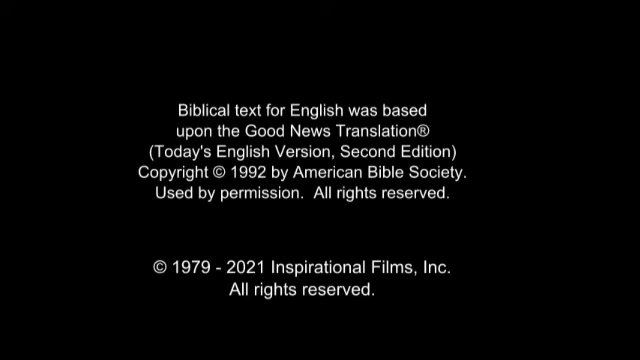 Biblical text for English was based
upon the Good News Translation®
(Today's English Version, Second Edition)
Copyright © 1992 by American Bible Society.
Used by permission.  All rights reserved.
© 1979 - 2021 Inspirational Films, Inc.
All rights reserved.